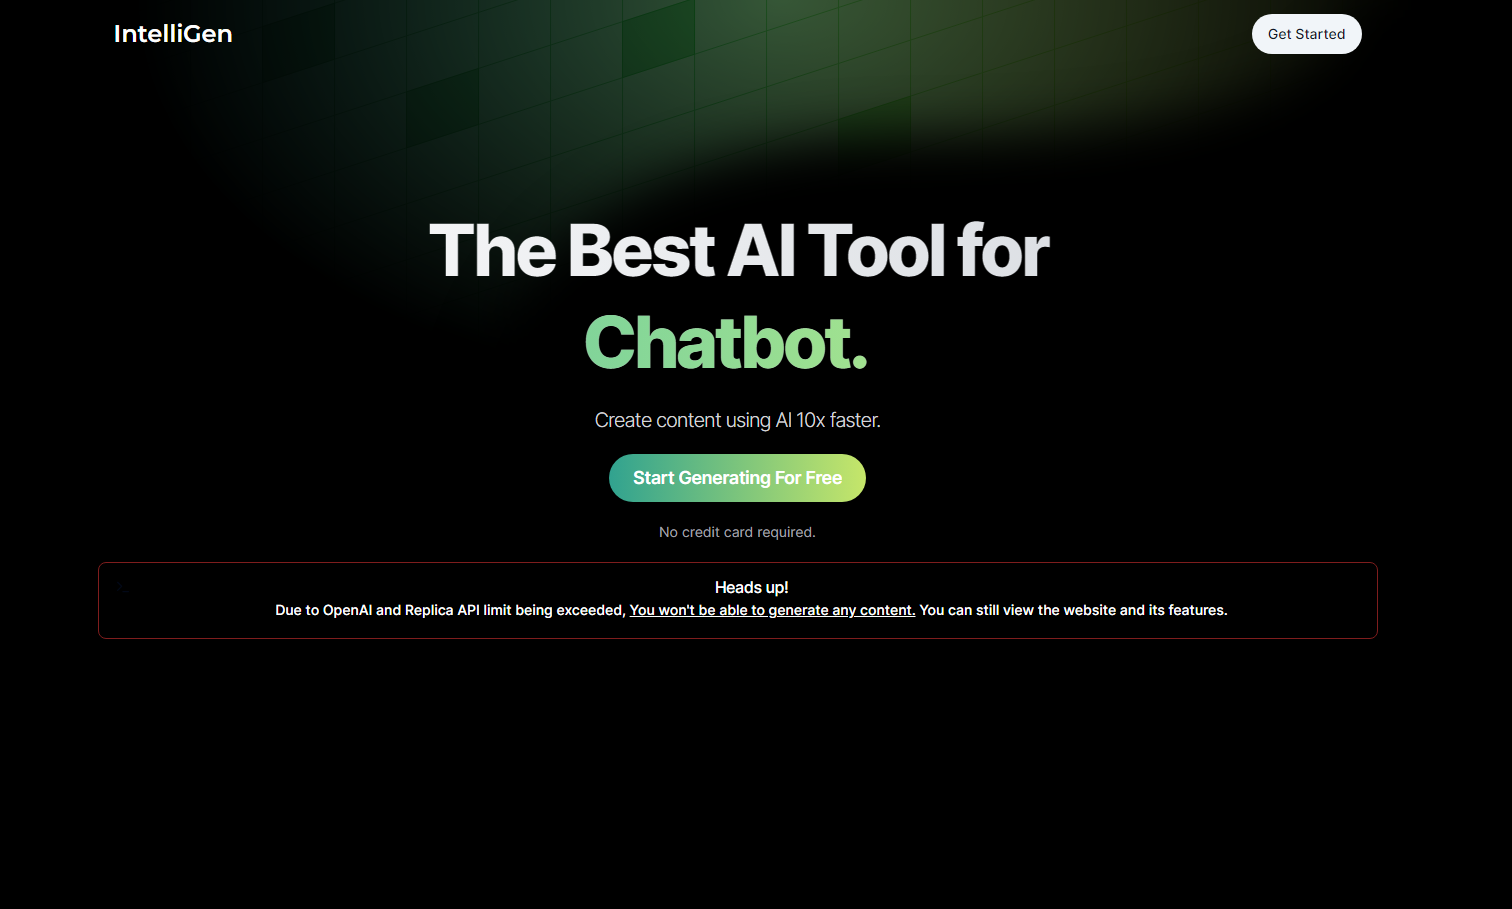 IntelliGen
Get Started
The Best AI Tool for
Chatbot.
Create content using AI 10x faster.
Start Generating For Free
No credit card required.
Heads up!
Due to OpenAI and Replica API limit being exceeded, You won't be able to generate any content. You can still view the website and its features.